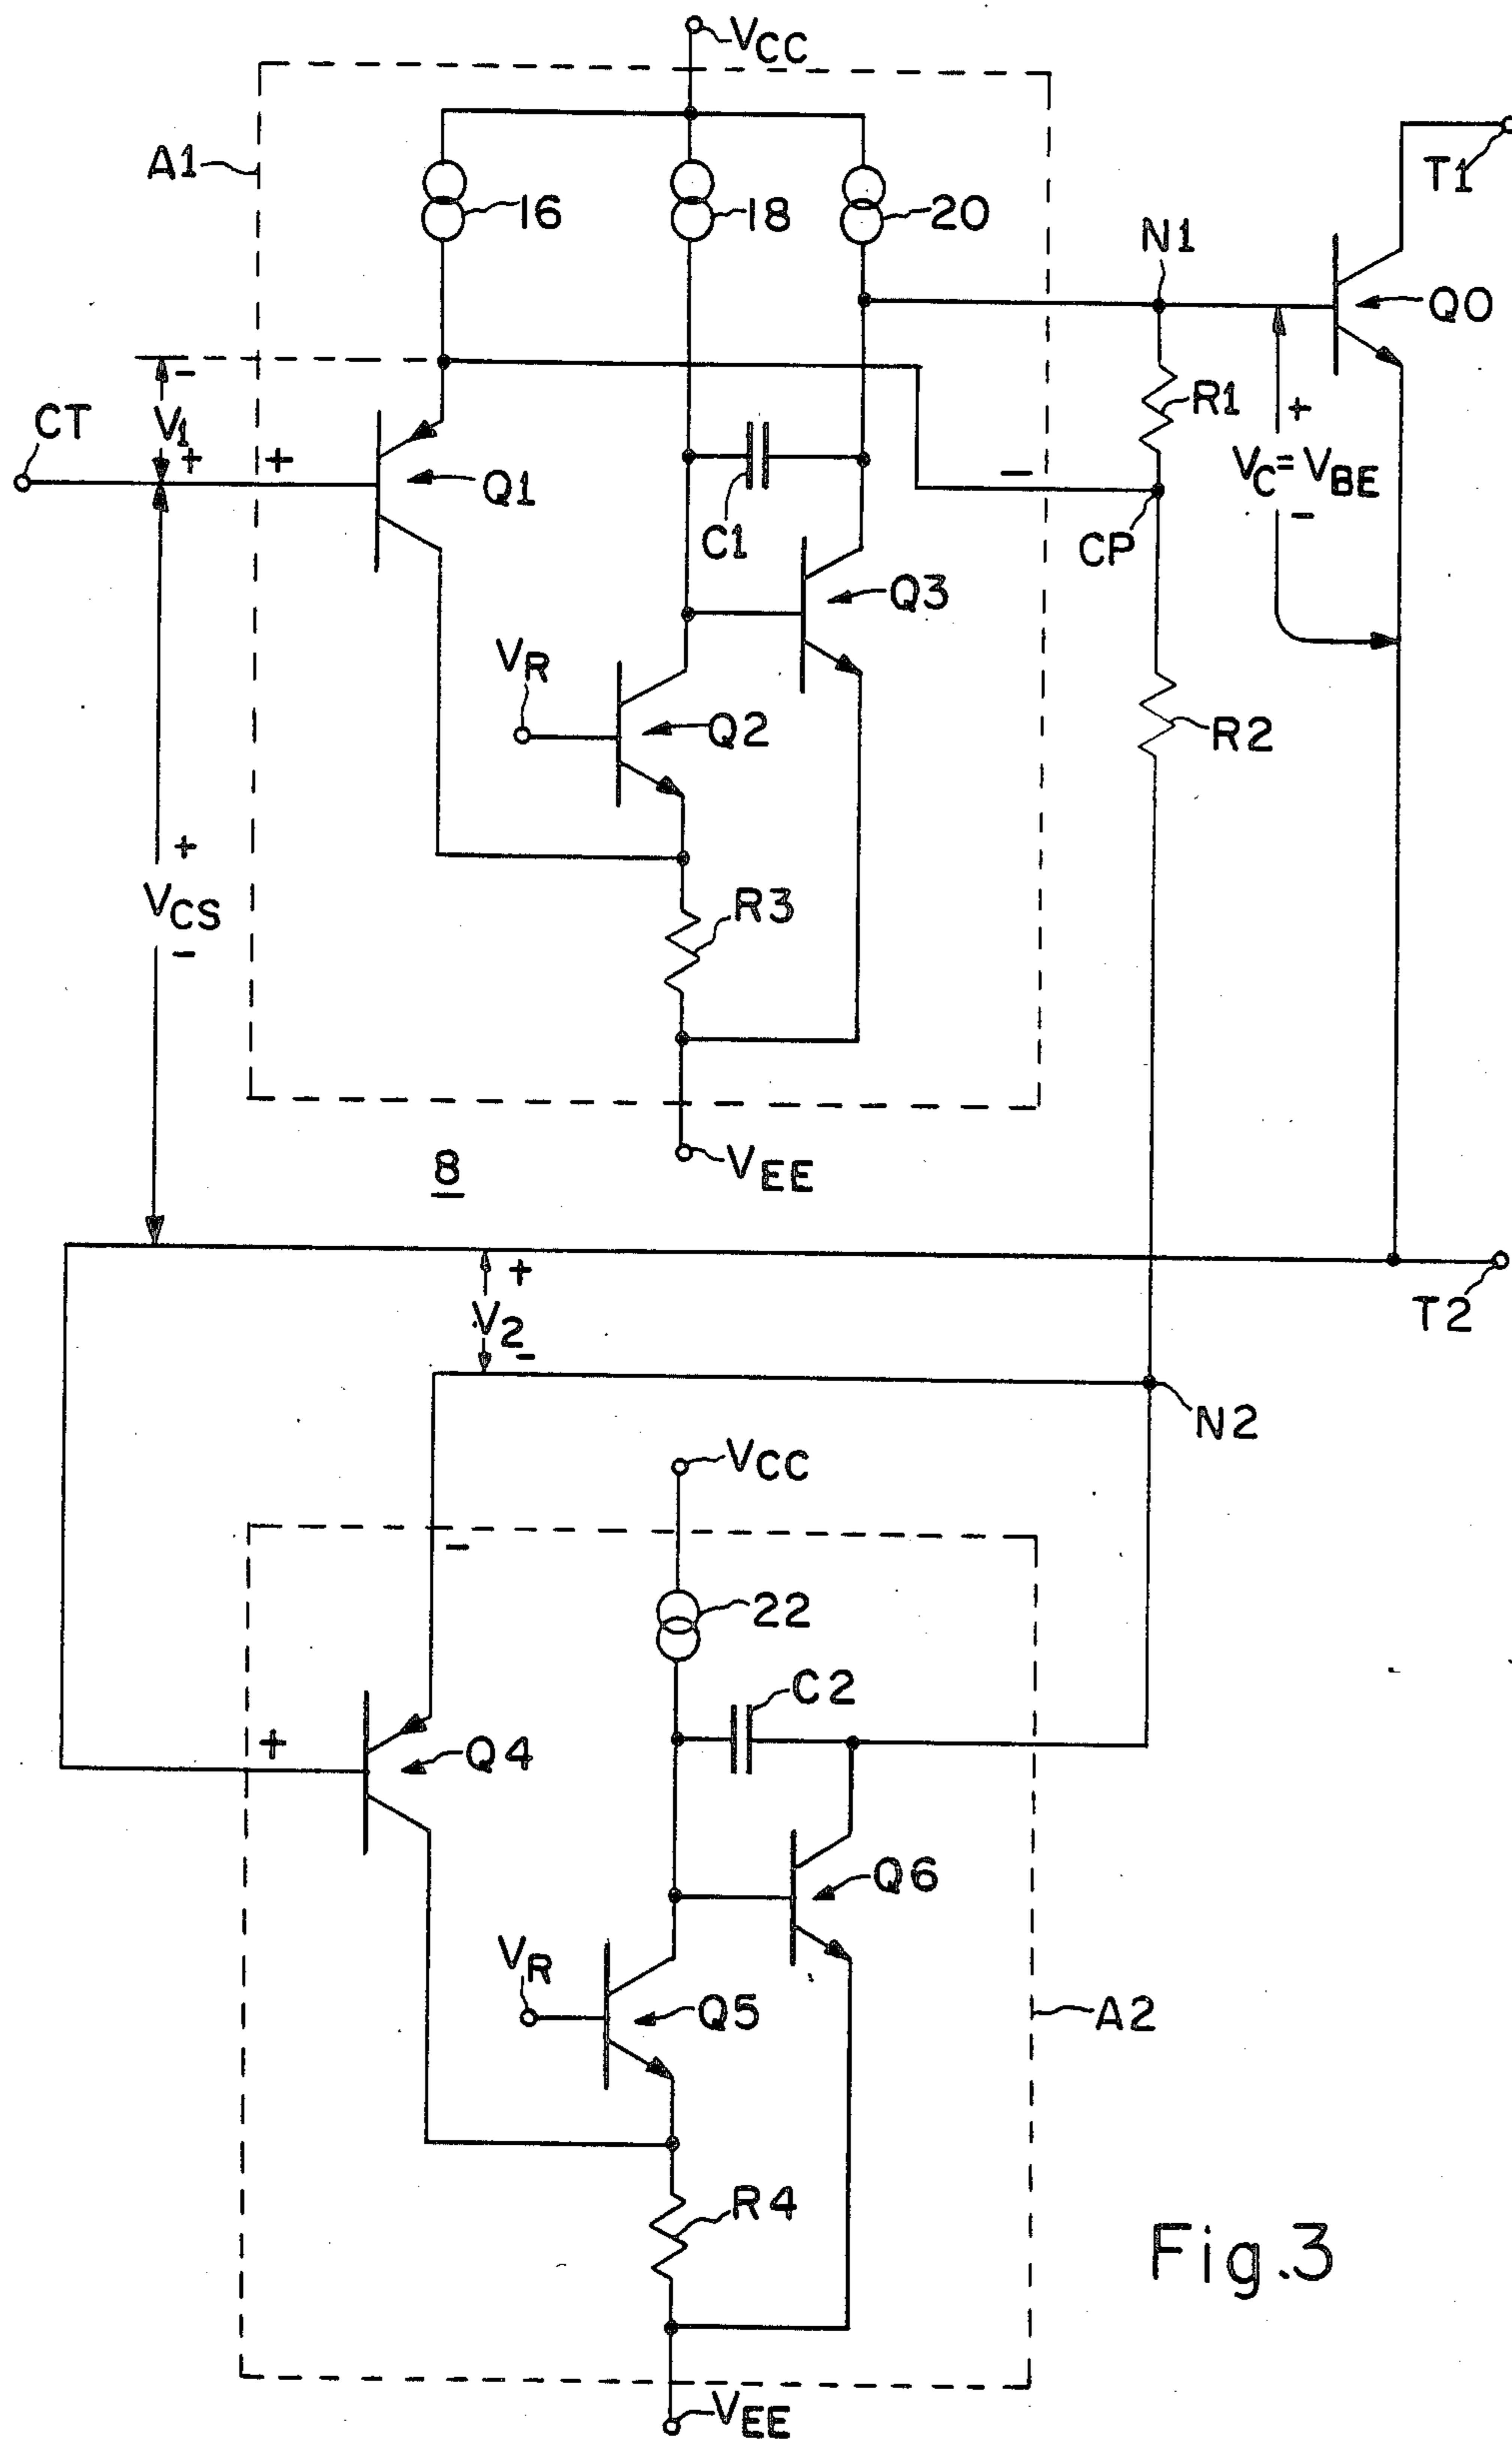 VCC
A1
T1
16
18
20
N1
Q0
CT
-
V1
+
+
Q1
R1
+
-
VC=VBE
-
C1
CP
Q3
VR
Q2
R2
+
VCS
-
R3
VEE
8
+
V2
-
T2
N2
VCC
-
22
C2
+
Q4
Q6
VR
Q5
A2
R4
Fig.3
VEE